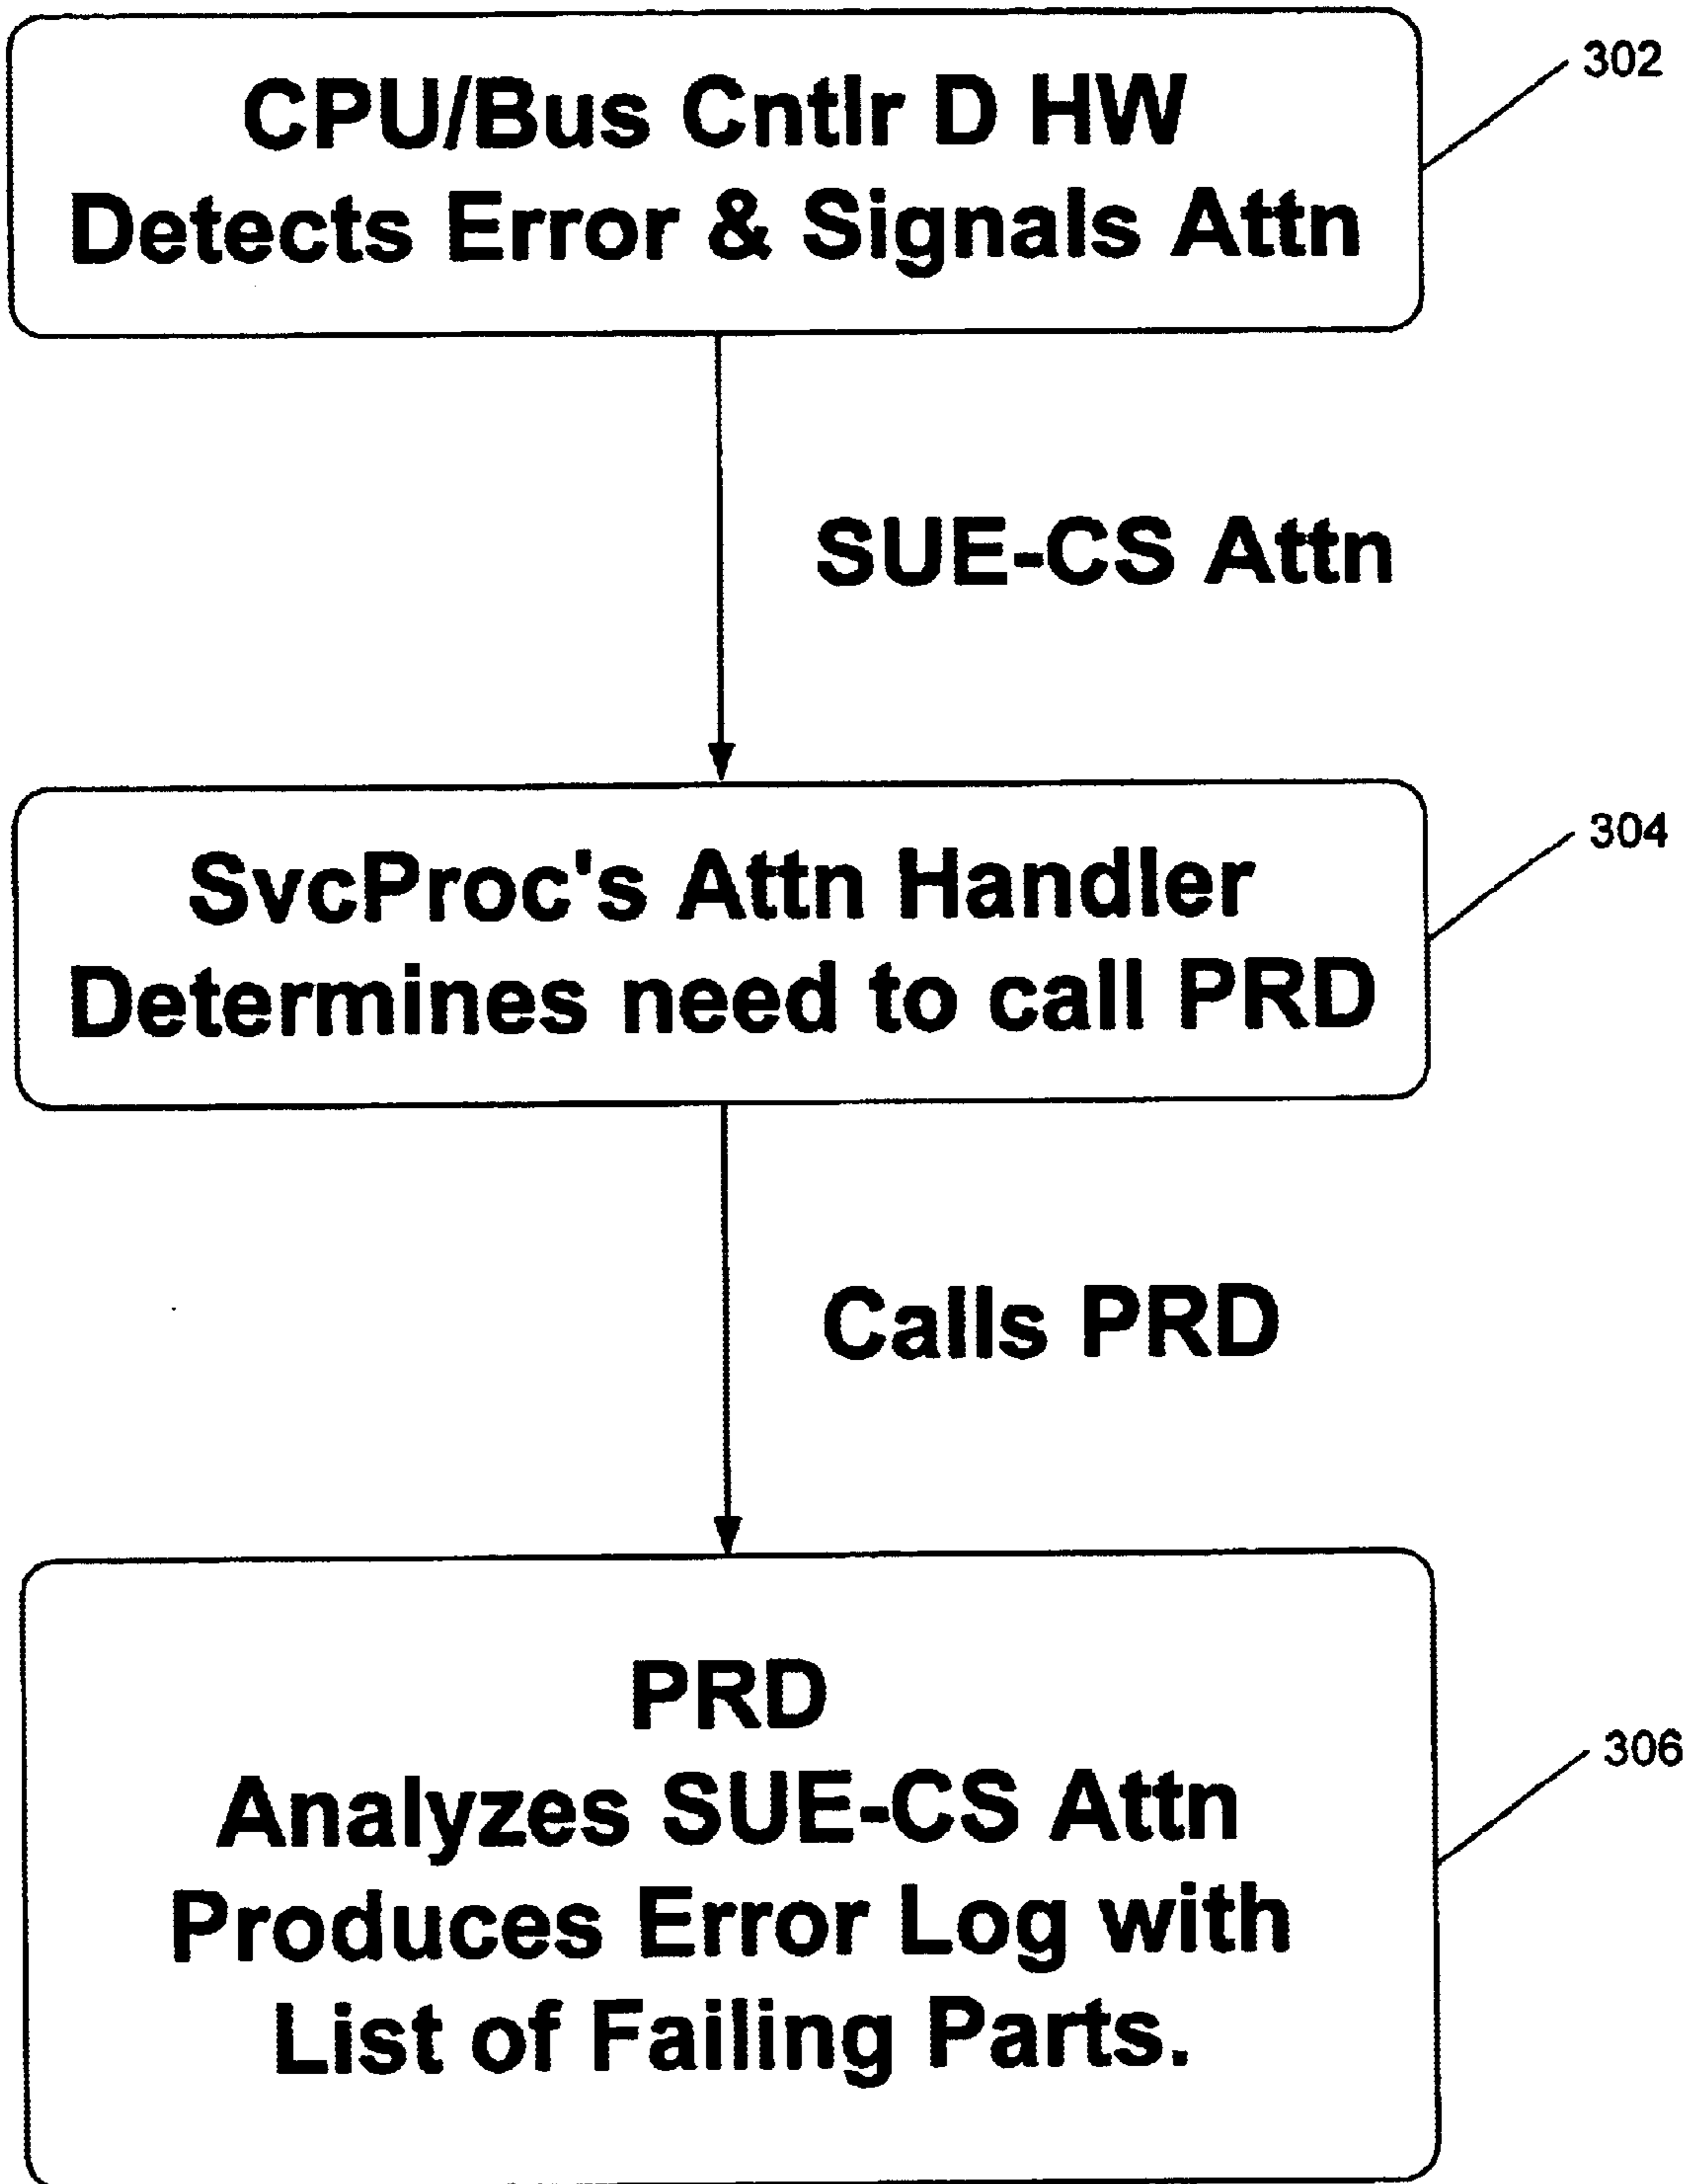 CPU/Bus Cntlr D HW
Detects Error & Signals Attn
302
SUE-CS Attn
SvcProc's Attn Handler
Determines need to call PRD
304
Calls PRD
PRD
Analyzes SUE-CS Attn
Produces Error Log with
List of Failing Parts.
306